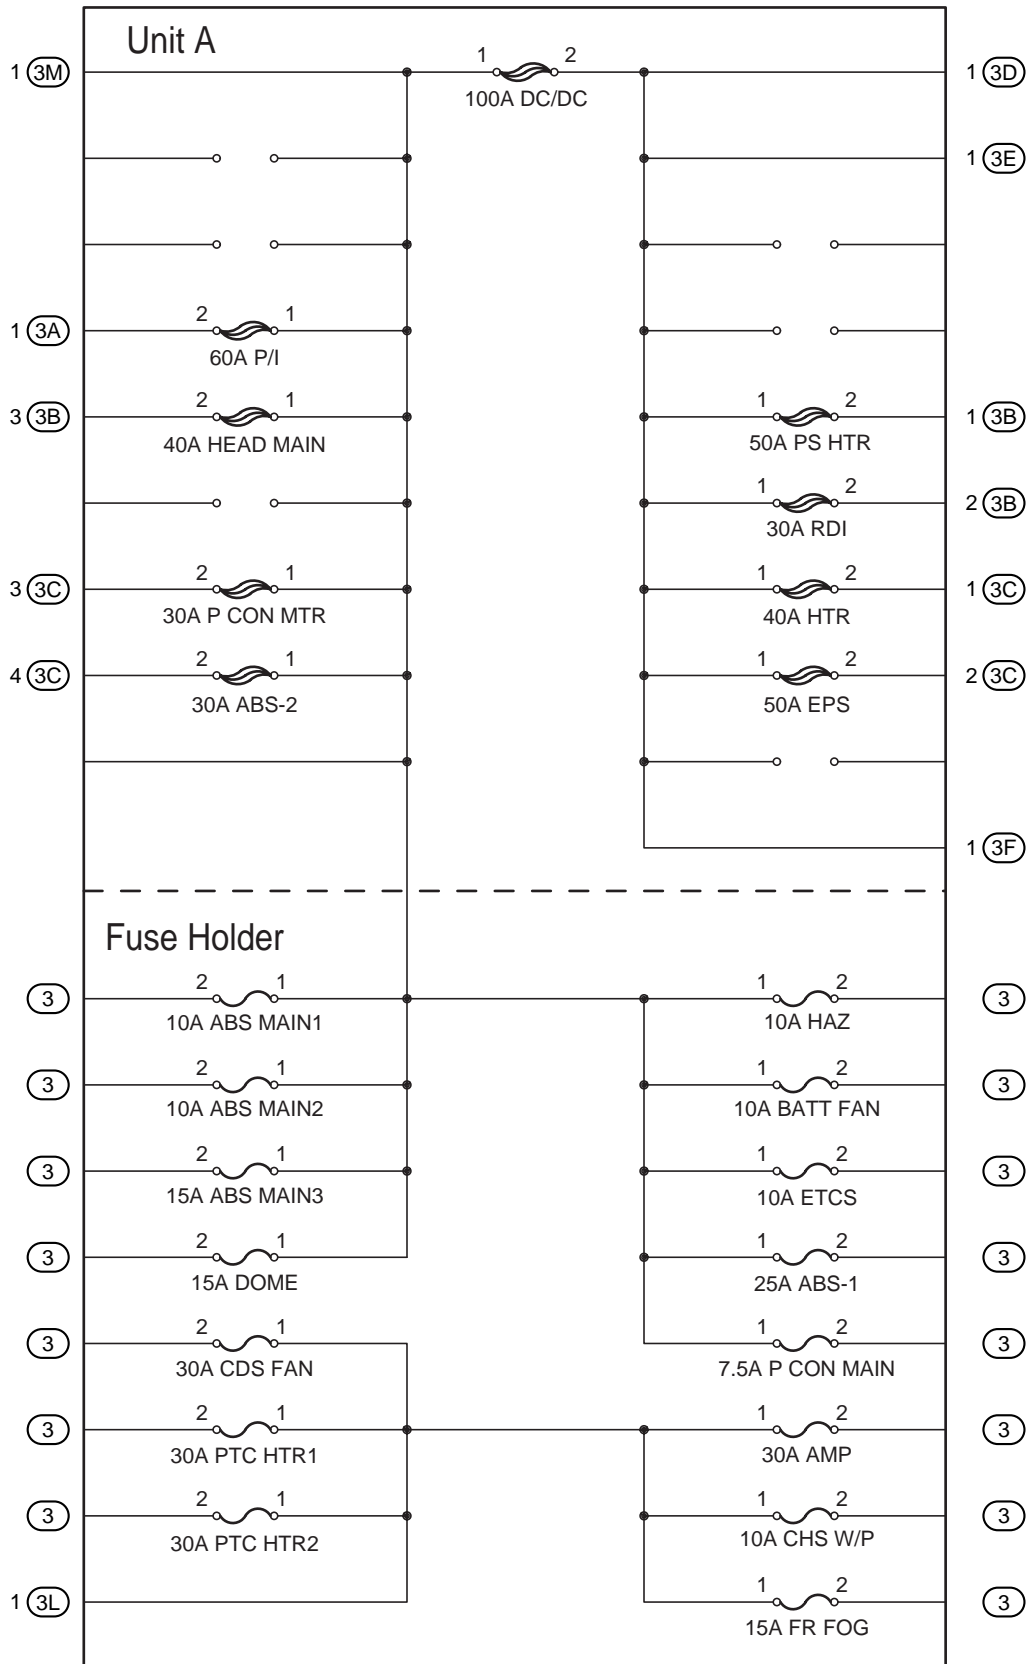 Unit A
1 3M 1 2 1 3D
100A DC/DC
1 3E
1 3A 2 1
60A P/I
3 3B 2 1 1 2 1 3B
40A HEAD MAIN 50A PS HTR
1 2 2 3B
30A RDI
3 3C 2 1 1 2 1 3C
30A P CON MTR 40A HTR
4 3C 2 1 1 2 2 3C
30A ABS-2 50A EPS
1 3F
Fuse Holder
3 2 1 1 2 3
10A ABS MAIN1 10A HAZ
3 2 1 1 2 3
10A ABS MAIN2 10A BATT FAN
3 2 1 1 2 3
15A ABS MAIN3 10A ETCS
3 2 1 1 2 3
15A DOME 25A ABS-1
3 2 1 1 2 3
30A CDS FAN 7.5A P CON MAIN
3 2 1 1 2 3
30A PTC HTR1 30A AMP
3 2 1 1 2 3
30A PTC HTR2 10A CHS W/P
1 3L 1 2 3
15A FR FOG